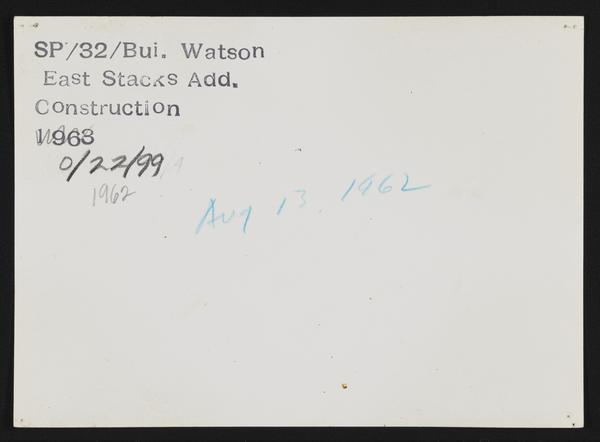 SP/32/Bui. Watson
East Stacks Add.
Construction
1963
0/22/99
1962
Aug 13, 1962